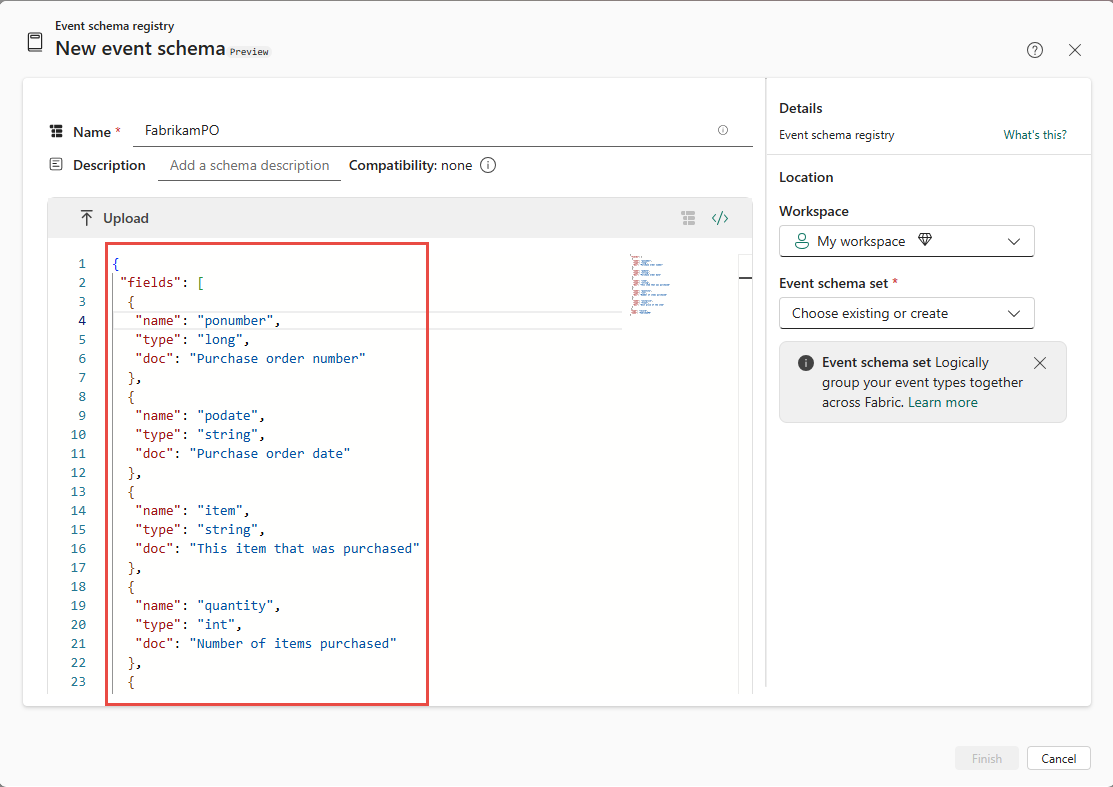 Event schema registry
New event schema Preview
Name * FabrikamPO
Description Add a schema description Compatibility: none
Upload
1 {
2 "fields": [
3 {
4 "name": "ponumber",
5 "type": "long",
6 "doc": "Purchase order number"
7 },
8 {
9 "name": "podate",
10 "type": "string",
11 "doc": "Purchase order date"
12 },
13 {
14 "name": "item",
15 "type": "string",
16 "doc": "This item that was purchased"
17 },
18 {
19 "name": "quantity",
20 "type": "int",
21 "doc": "Number of items purchased"
22 },
23 {
Details
Event schema registry What's this?
Location
Workspace
My workspace
Event schema set *
Choose existing or create
Event schema set Logically
group your event types together
across Fabric. Learn more
Finish Cancel